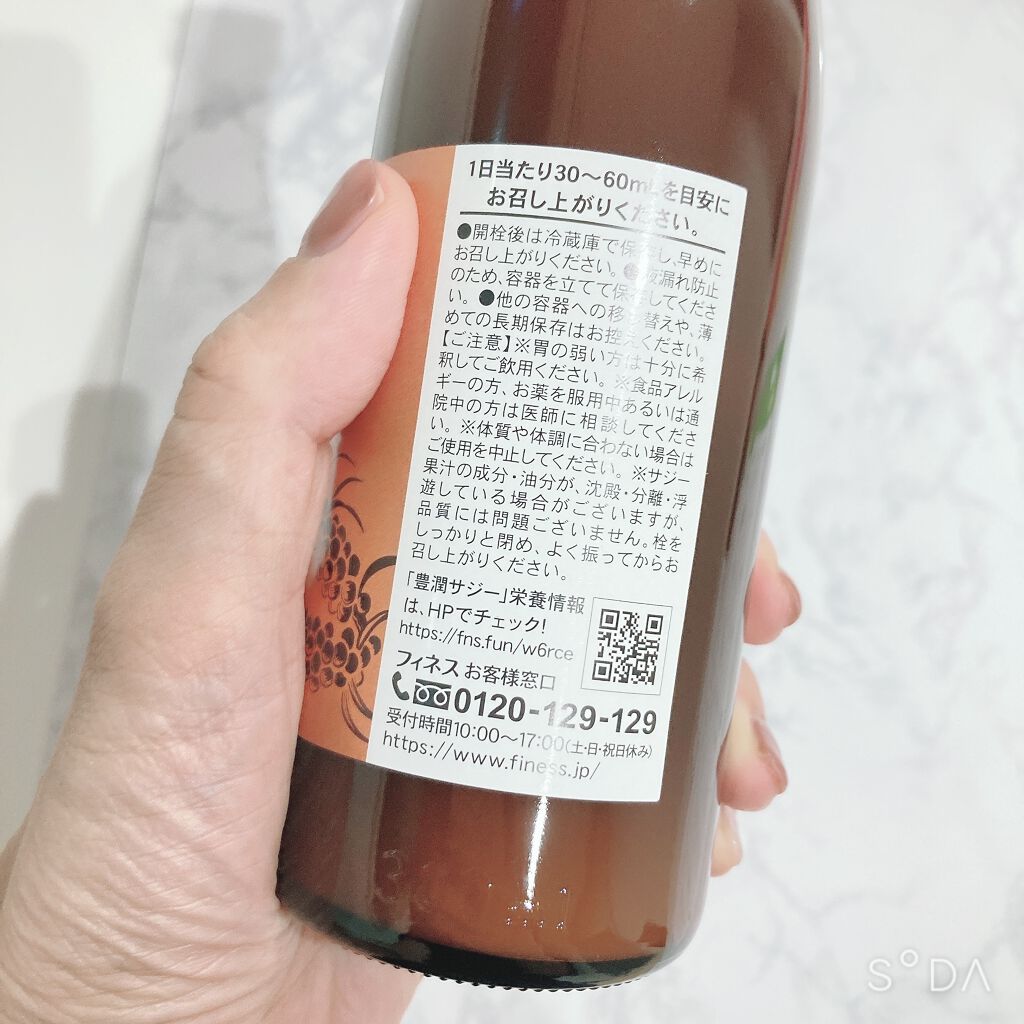 1日当たり30〜60mLを目安に
お召し上がりください。
●開栓後は冷蔵庫で保存し、早めに
お召し上がりください。●液漏れ防止
のため、容器を立てて保存してくださ
い。●他の容器への移し替えや、薄
めての長期保存はお控えください。
【ご注意】※胃の弱い方は十分に希
釈してご飲用ください。※食品アレル
ギーの方、お薬を服用中あるいは通
院中の方は医師に相談してくださ
い。※体質や体調に合わない場合は
ご使用を中止してください。※サジー
果汁の成分・油分が、沈殿・分離・浮
遊している場合がございますが、
品質には問題ございません。栓を
しっかりと閉め、よく振ってからお
召し上がりください。
「豊潤サジー」栄養情報
は、HPでチェック!
https://fns.fun/w6rce
フィネスお客様窓口
0120-129-129
受付時間10:00〜17:00(土・日・祝日休み)
https://www.finess.jp/
SODA